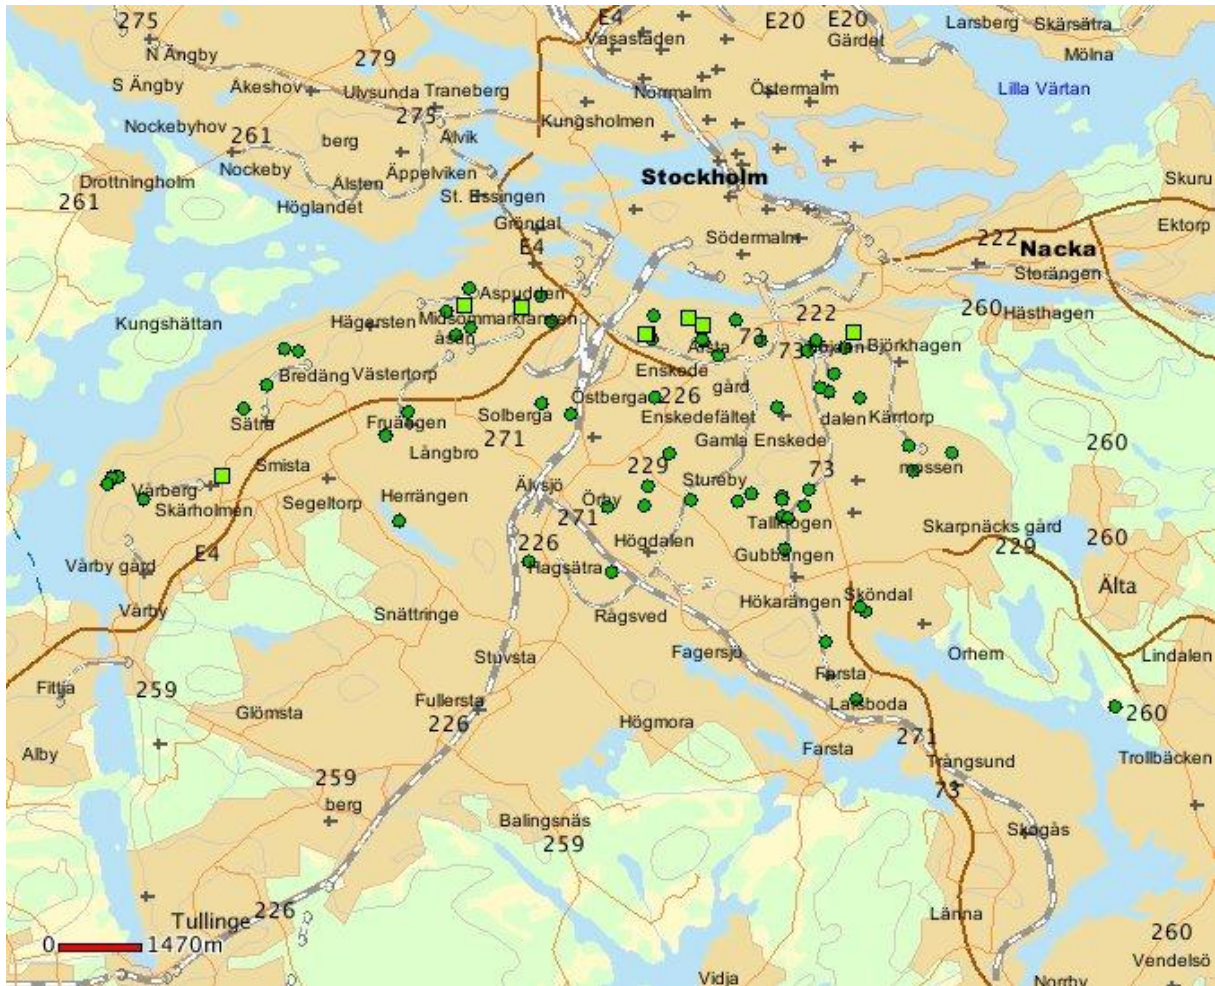 275
E4
E20
E20
Larsberg
Skärsätra
Vasastaden
Gärdet
N Ängby
279
Mölna
S Ängby
Åkeshov
Ulvsunda
Traneberg
Norrmalm
Östermalm
Lilla Värtan
Nockebyhov
275
Kungsholmen
261
berg
Alvik
Nockeby
Äppelviken
Stockholm
Drottningholm
Ålsten
Skuru
261
Höglandet
St. Essingen
Gröndal
Ektorp
E4
Södermalm
222
Nacka
Storängen
Aspudden
260
Hästhagen
Kungshättan
Hägersten
Midsommarkransen
222
åsen
Årsta
73
73
Björkhagen
Bredäng
Västertorp
Enskede
gård
Östberga
226
Sätra
Fruängen
Solberga
Enskedefältet
dalen
Kärrtorp
271
Gamla Enskede
260
Långbro
Smista
229
73
mossen
Segeltorp
Herrängen
Älvsjö
Stureby
Vårberg
Skärholmen
Örby
271
Tallkrogen
Skarpnäcks gård
E4
226
Högdalen
229
260
Vårby gård
Hagsätra
Gubbängen
Älta
Vårby
Snättringe
Rågsved
Hökarängen
Sköndal
Stuvsta
Fagersjö
Orhem
Lindalen
Fittja
259
Fullersta
Farsta
Glömsta
226
Högmora
Larsboda
260
Alby
Farsta
271
Trångsund
Trollbäcken
259
73
berg
Balingsnäs
Skogås
259
Tullinge
226
Länna
0
1470m
260
Vendelsö
Vidja
Norrby